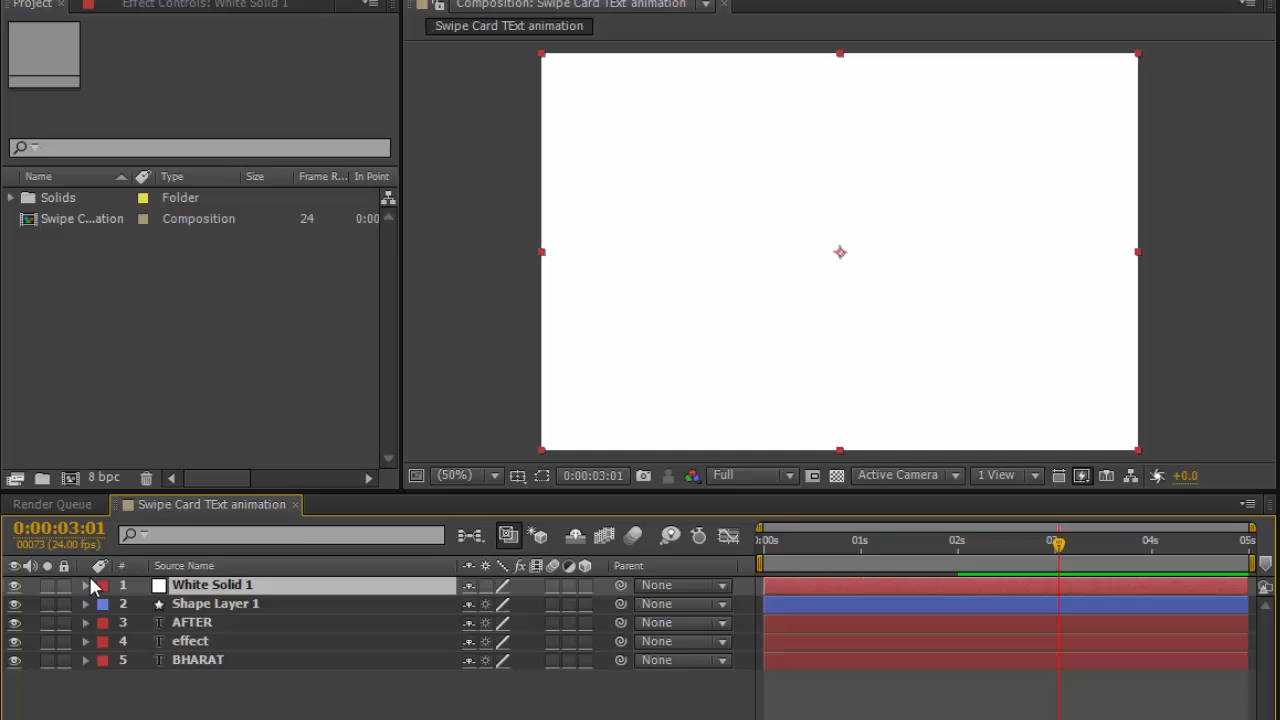 Project × Effect Controls: White Solid 1
Composition: Swipe Card TExt animation ×
Swipe Card TExt animation
Name Type Size Frame R... In Point
Solids Folder
Swipe C...ation Composition 24 0:00
8 bpc
(50%) 0:00:03:01 Full Active Camera 1 View +0.0
Render Queue Swipe Card TExt animation ×
0:00:03:01
00073 (24.00 fps)
:00s 01s 02s 04s 05s
# Source Name fx Parent
1 White Solid 1 None
2 Shape Layer 1 None
3 T AFTER None
4 T effect None
5 T BHARAT None